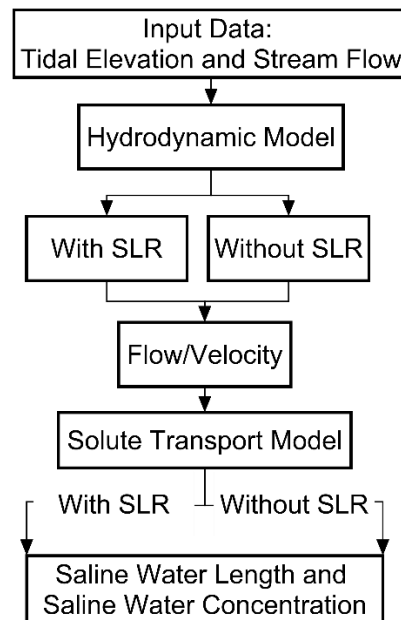 Input Data:
Tidal Elevation and Stream Flow
Hydrodynamic Model
With SLR
Without SLR
Flow/Velocity
Solute Transport Model
With SLR
Without SLR
Saline Water Length and
Saline Water Concentration